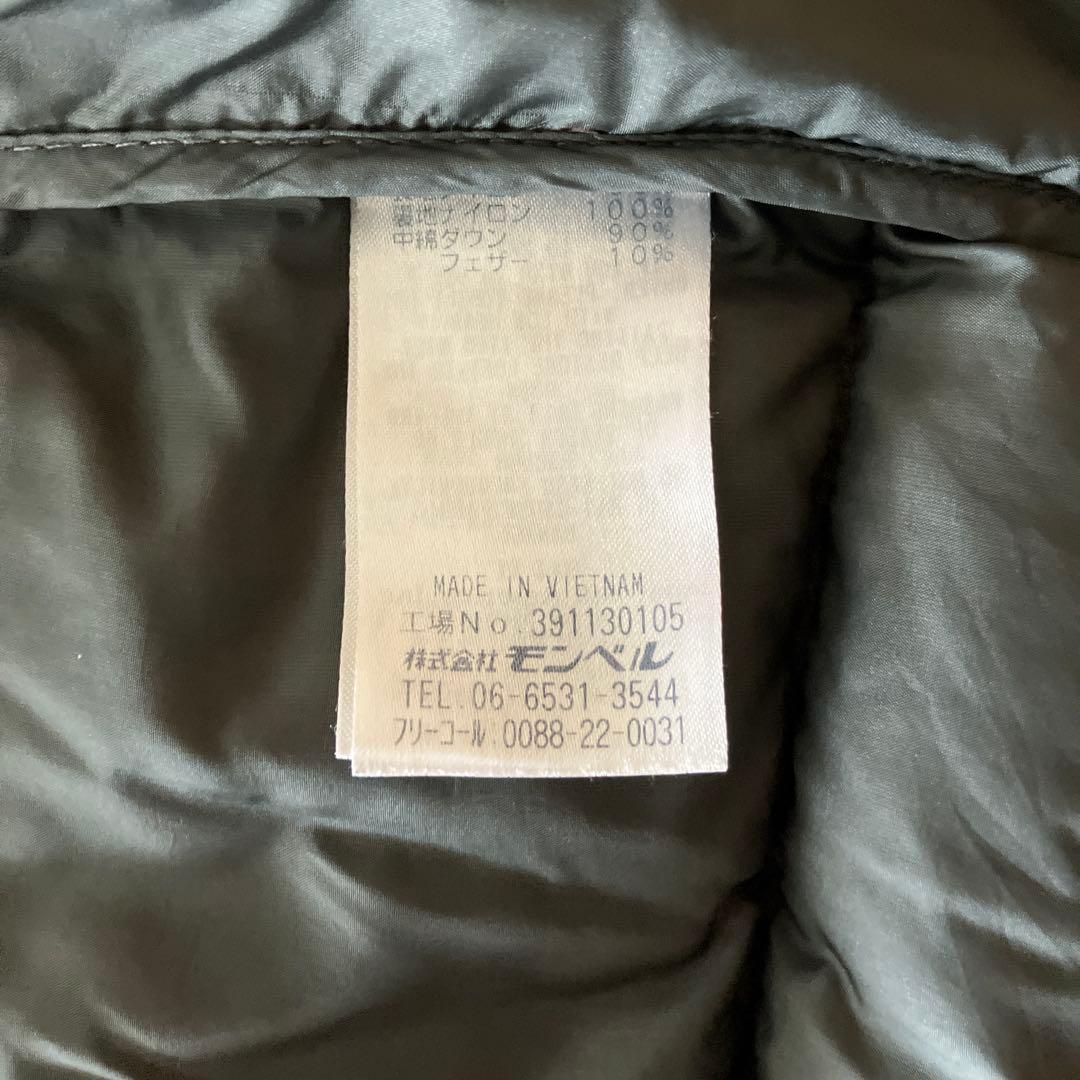 裏地ナイロン 100%
中綿ダウン 90%
フェザー 10%
MADE IN VIETNAM
工場No.391130105
株式会社モンベル
TEL.06-6531-3544
フリーコール.0088-22-0031